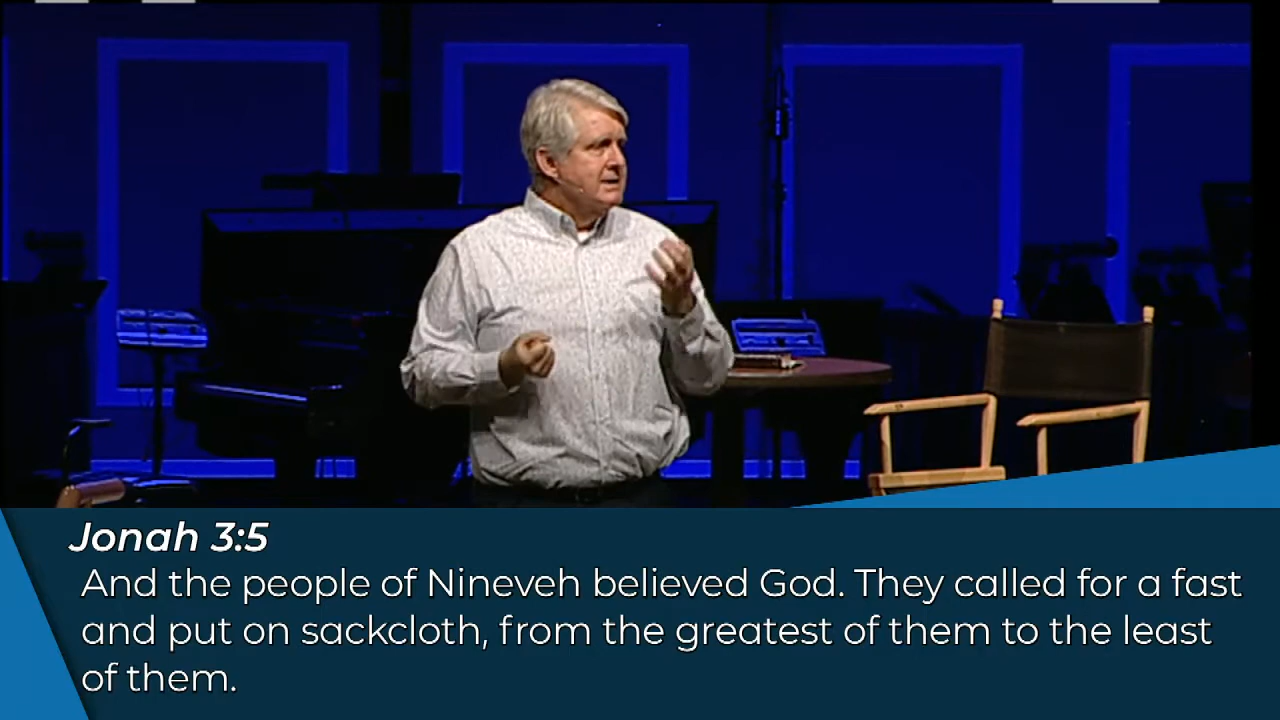 Jonah 3:5
And the people of Nineveh believed God. They called for a fast
and put on sackcloth, from the greatest of them to the least
of them.